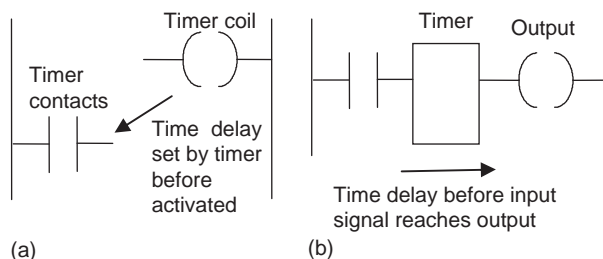 Timer coil
Timer
contacts
Time delay
set by timer
before
activated
(a)
Timer
Output
Time delay before input
signal reaches output
(b)